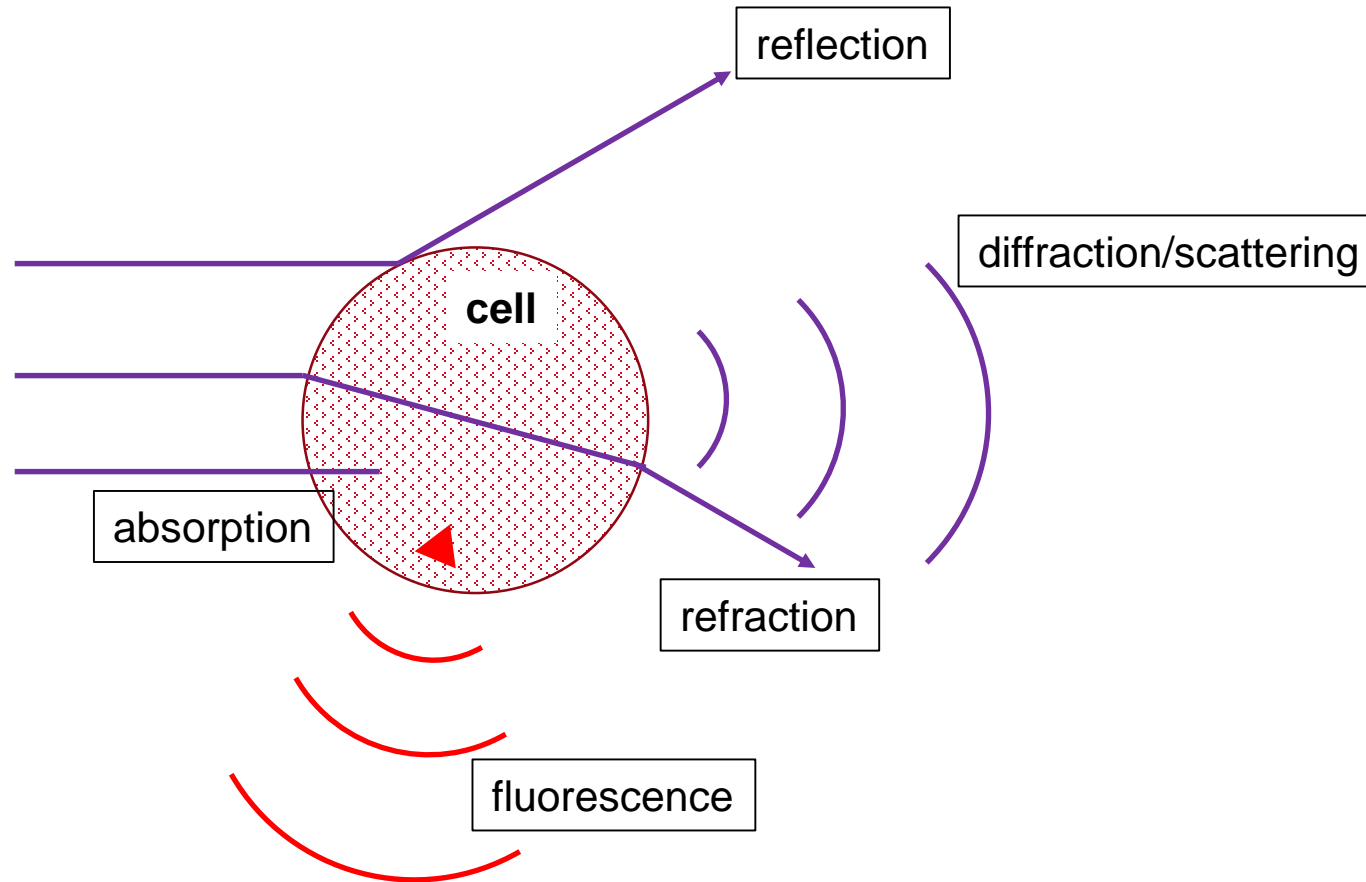 reflection
diffraction/scattering
cell
absorption
refraction
fluorescence